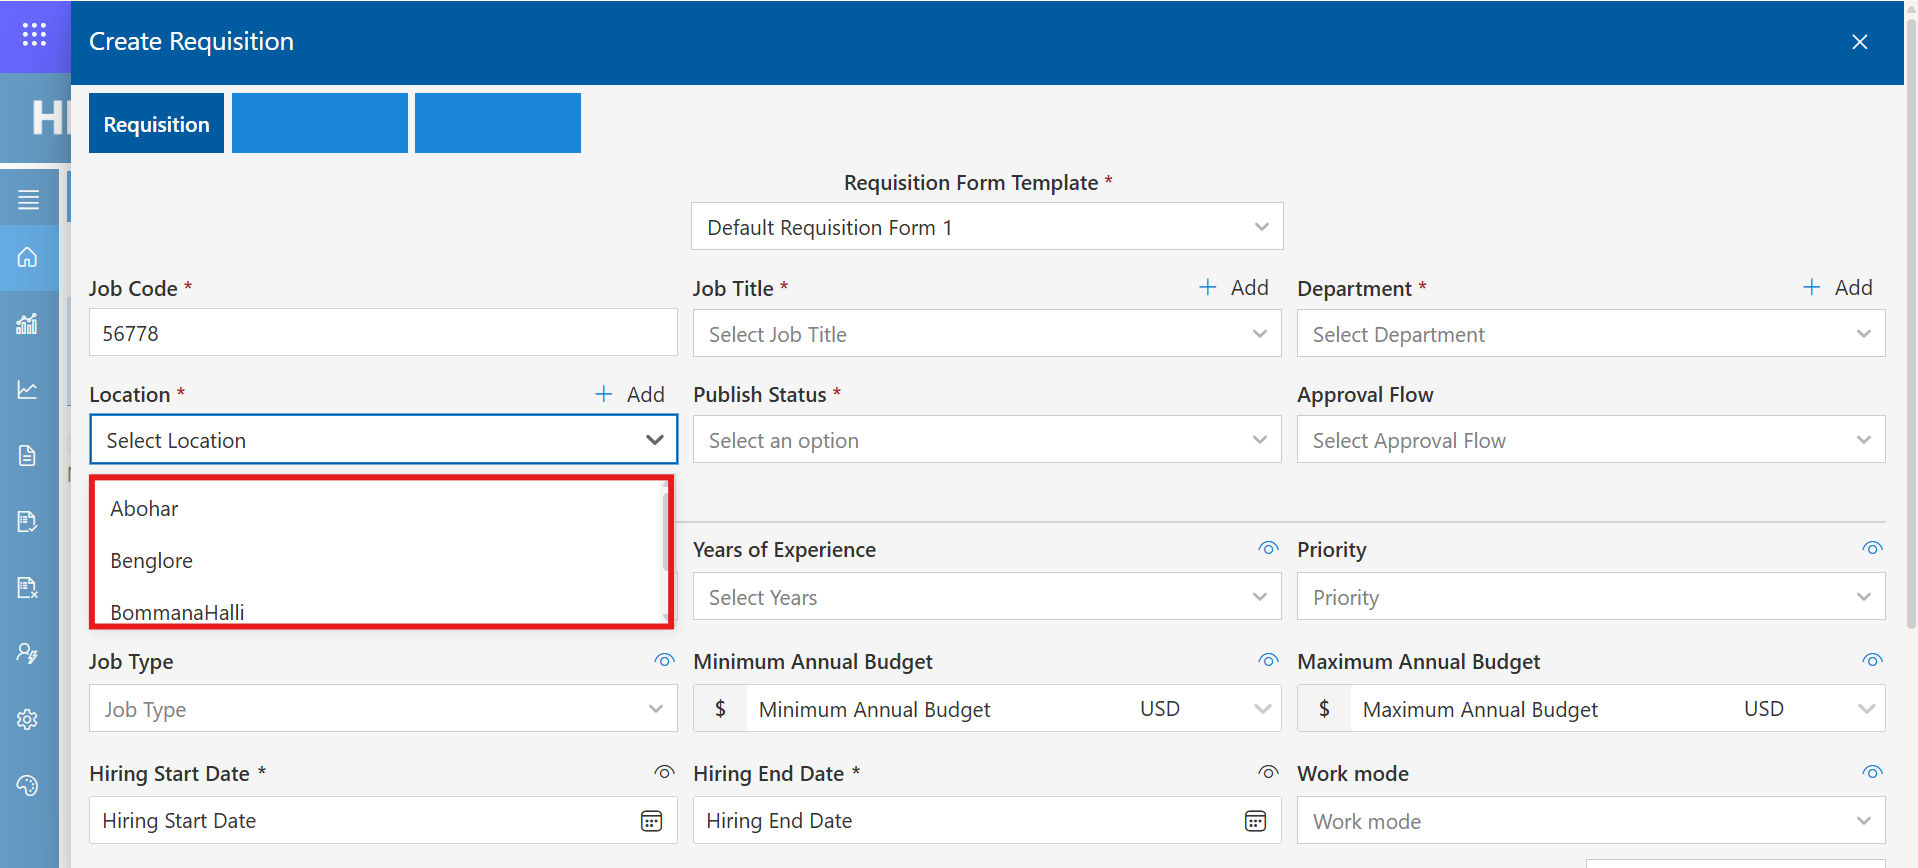 Create Requisition
Requisition
Requisition Form Template *
Default Requisition Form 1
Job Code *
Job Title * + Add
Department * + Add
56778
Select Job Title
Select Department
Location * + Add
Publish Status *
Approval Flow
Select Location
Select an option
Select Approval Flow
Abohar
Benglore
BommanaHalli
Years of Experience
Priority
Select Years
Priority
Job Type
Minimum Annual Budget
Maximum Annual Budget
Job Type
$ Minimum Annual Budget USD
$ Maximum Annual Budget USD
Hiring Start Date *
Hiring End Date *
Work mode
Hiring Start Date
Hiring End Date
Work mode